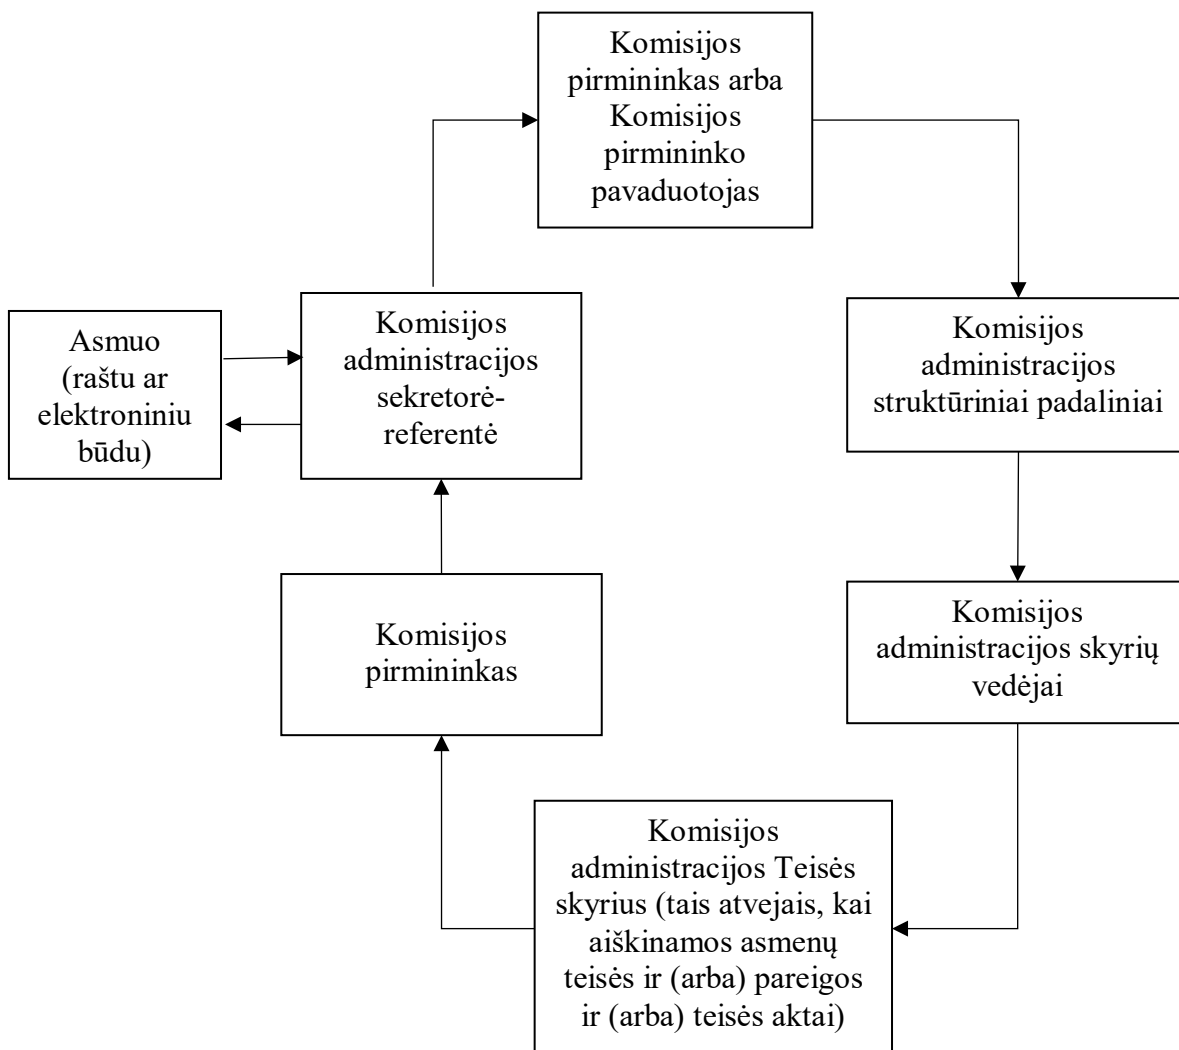 Komisijos
pirmininkas arba
Komisijos
pirmininko
pavaduotojas
Asmuo
(raštu ar
elektroniniu
būdu)
Komisijos
administracijos
sekretorė-
referentė
Komisijos
administracijos
struktūriniai padaliniai
Komisijos
administracijos skyrių
vedėjai
Komisijos
pirmininkas
Komisijos
administracijos Teisės
skyrius (tais atvejais, kai
aiškinamos asmenų
teisės ir (arba) pareigos
ir (arba) teisės aktai)